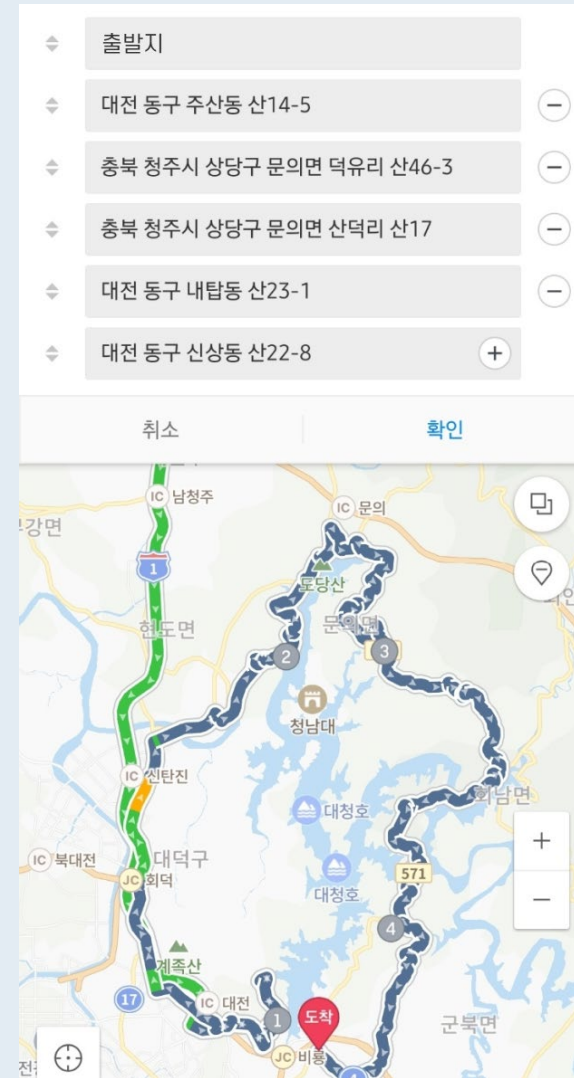 출발지
대전 동구 주산동 산14-5
충북 청주시 상당구 문의면 덕유리 산46-3
충북 청주시 상당구 문의면 산덕리 산17
대전 동구 내탑동 산23-1
대전 동구 신상동 산22-8
취소
확인
IC 남청주
IC 문의
1
도당산
현도면
문의면
2
3
청남대
IC 신탄진
회남면
대청호
IC 북대전
대덕구
JC 회덕
대청호
571
4
계족산
17
IC 대전
1
도착
군북면
JC 비룡